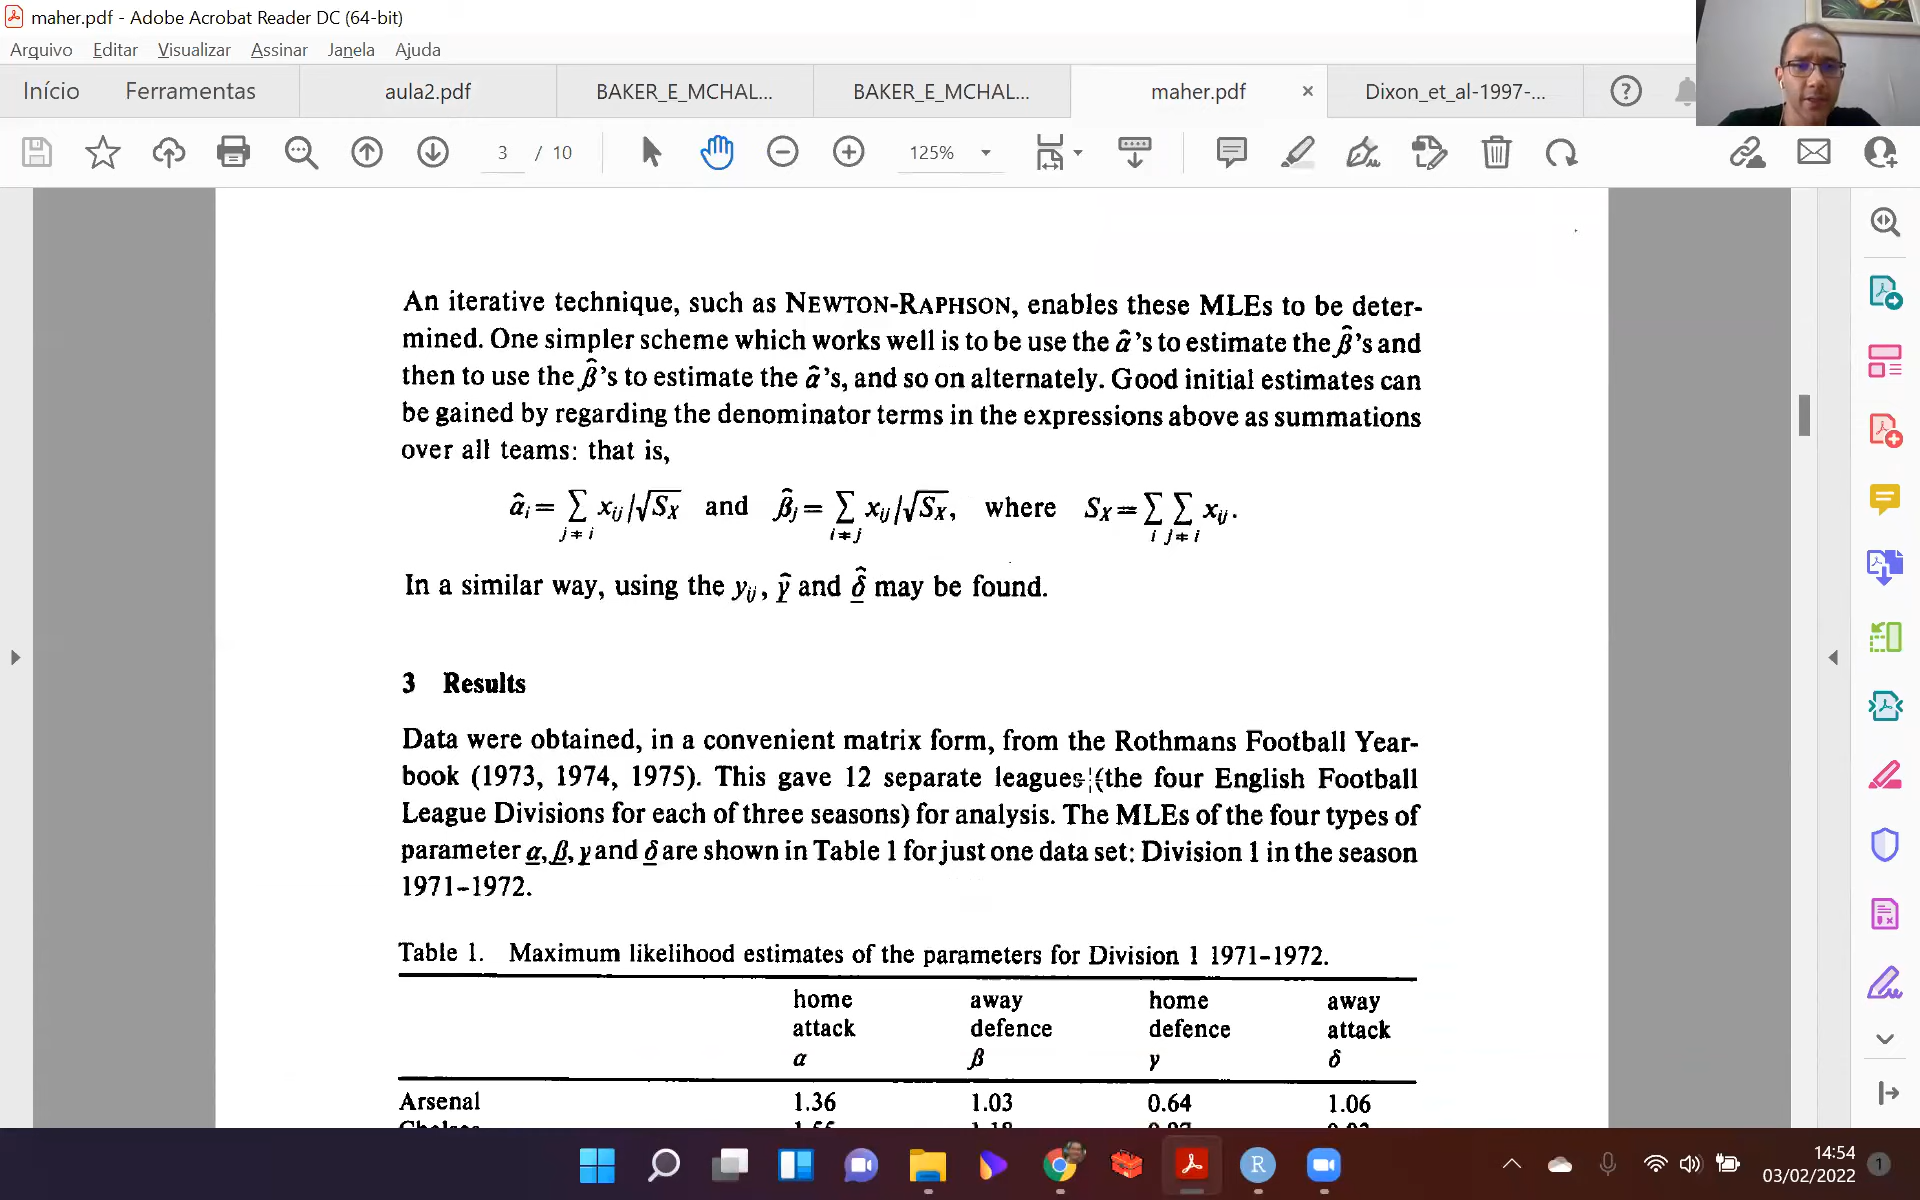 maher.pdf - Adobe Acrobat Reader DC (64-bit)
Arquivo Editar Visualizar Assinar Janela Ajuda
Início Ferramentas aula2.pdf BAKER_E_MCHAL... BAKER_E_MCHAL... maher.pdf × Dixon_et_al-1997-...
3 / 10 125%
An iterative technique, such as NEWTON-RAPHSON, enables these MLEs to be deter-
mined. One simpler scheme which works well is to be use the α̂'s to estimate the β̂'s and
then to use the β̂'s to estimate the α̂'s, and so on alternately. Good initial estimates can
be gained by regarding the denominator terms in the expressions above as summations
over all teams: that is,
α̂ᵢ = ∑ xᵢⱼ/√Sₓ and β̂ⱼ = ∑ xᵢⱼ/√Sₓ, where Sₓ = ∑ ∑ xᵢⱼ.
j≠i i≠j i j≠i
In a similar way, using the yᵢⱼ, γ̂ and δ̂ may be found.
3 Results
Data were obtained, in a convenient matrix form, from the Rothmans Football Year-
book (1973, 1974, 1975). This gave 12 separate leagues (the four English Football
League Divisions for each of three seasons) for analysis. The MLEs of the four types of
parameter α, β, γ and δ are shown in Table 1 for just one data set: Division 1 in the season
1971–1972.
Table 1. Maximum likelihood estimates of the parameters for Division 1 1971–1972.
home away home away
attack defence defence attack
α β γ δ
Arsenal 1.36 1.03 0.64 1.06
14:54
03/02/2022
1